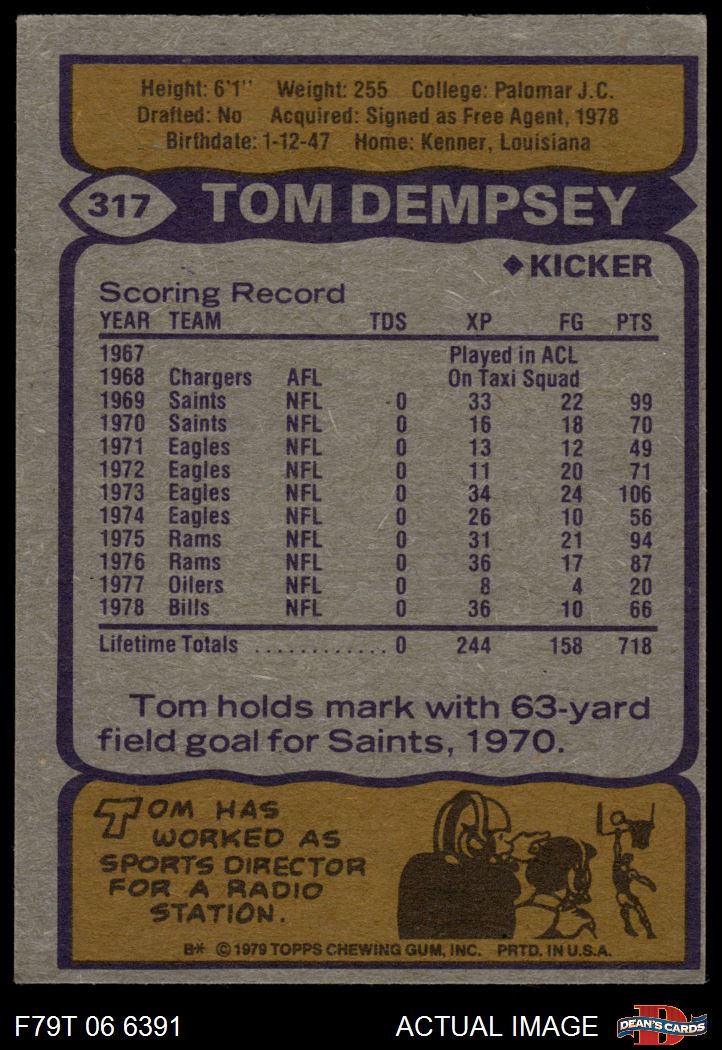 Height: 6'1" Weight: 255 College: Palomar J.C.
Drafted: No Acquired: Signed as Free Agent, 1978
Birthdate: 1-12-47 Home: Kenner, Louisiana
317 TOM DEMPSEY
KICKER
Scoring Record
YEAR TEAM TDS XP FG PTS
1967 Played in ACL
1968 Chargers AFL On Taxi Squad
1969 Saints NFL 0 33 22 99
1970 Saints NFL 0 16 18 70
1971 Eagles NFL 0 13 12 49
1972 Eagles NFL 0 11 20 71
1973 Eagles NFL 0 34 24 106
1974 Eagles NFL 0 26 10 56
1975 Rams NFL 0 31 21 94
1976 Rams NFL 0 36 17 87
1977 Oilers NFL 0 8 4 20
1978 Bills NFL 0 36 10 66
Lifetime Totals ............ 0 244 158 718
Tom holds mark with 63-yard
field goal for Saints, 1970.
TOM HAS
WORKED AS
SPORTS DIRECTOR
FOR A RADIO
STATION.
B* © 1979 TOPPS CHEWING GUM, INC. PRTD. IN U.S.A.
F79T 06 6391 ACTUAL IMAGE D DEAN'S CARDS